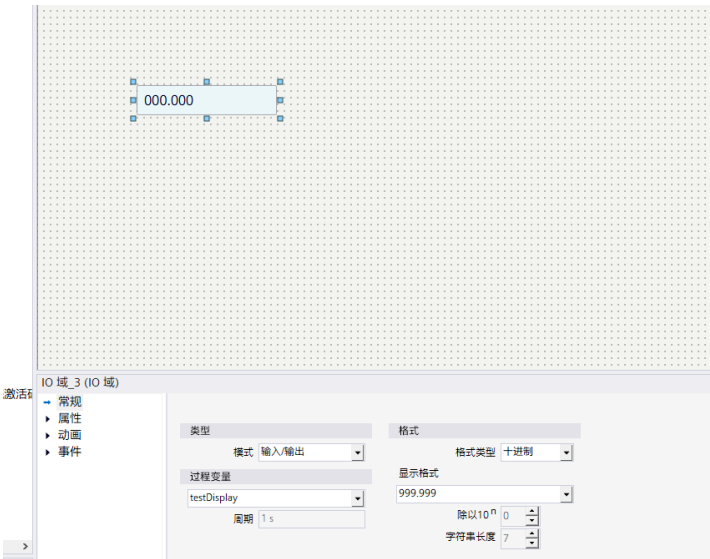 000.000
IO 域_3 (IO 域)
激活
常规
属性
动画
事件
类型
模式 输入/输出
过程变量
testDisplay
周期 1 s
格式
格式类型 十进制
显示格式
999.999
除以10 n 0
字符串长度 7